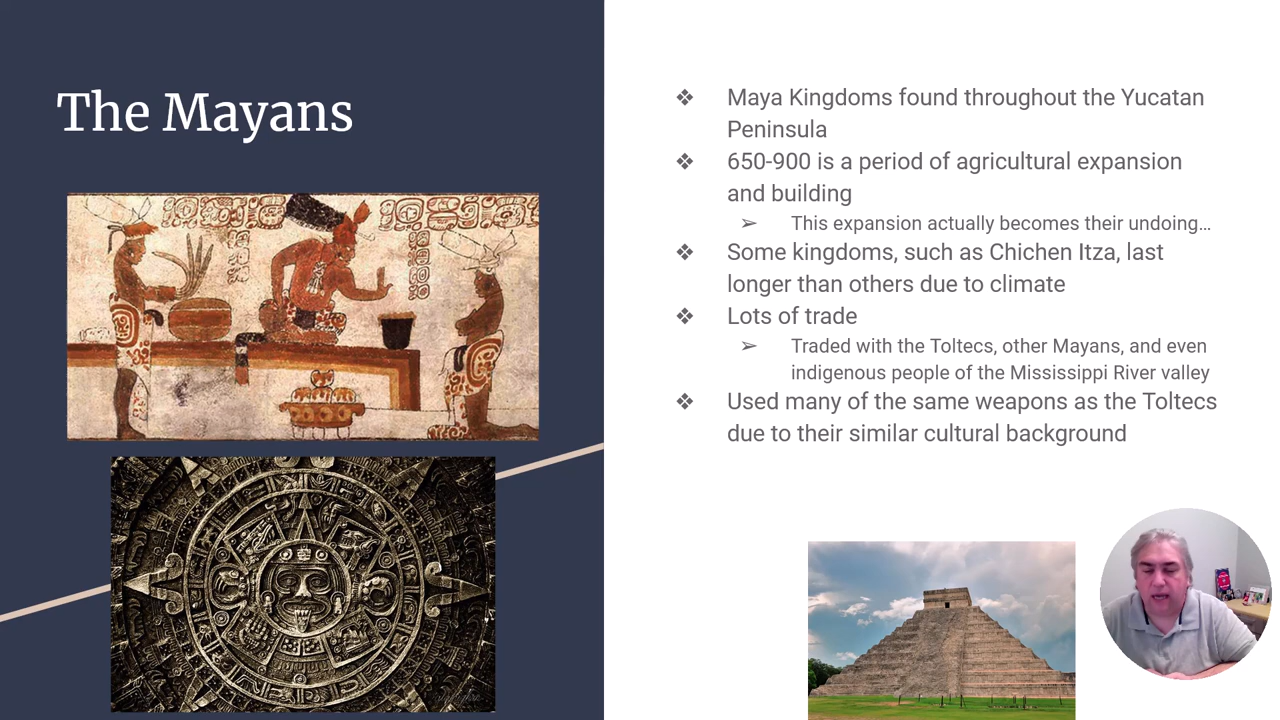 The Mayans
❖ Maya Kingdoms found throughout the Yucatan
Peninsula
❖ 650-900 is a period of agricultural expansion
and building
➢ This expansion actually becomes their undoing…
❖ Some kingdoms, such as Chichen Itza, last
longer than others due to climate
❖ Lots of trade
➢ Traded with the Toltecs, other Mayans, and even
indigenous people of the Mississippi River valley
❖ Used many of the same weapons as the Toltecs
due to their similar cultural background